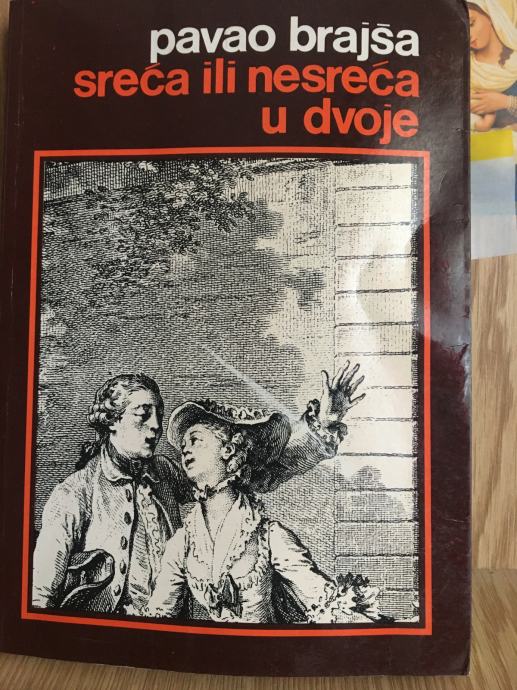 pavao brajša
sreća ili nesreća
u dvoje